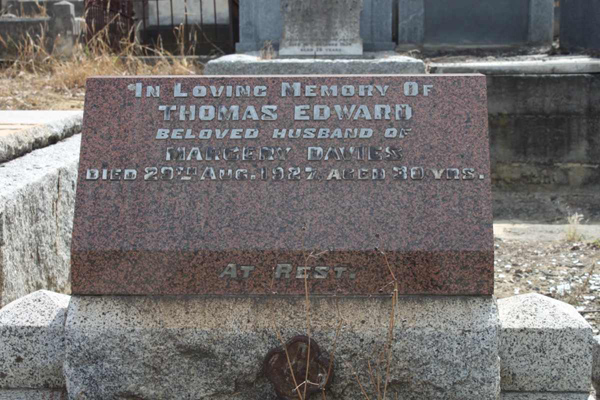 In Loving Memory Of
THOMAS EDWARD
BELOVED HUSBAND OF
MARGERY DAVIES
DIED 29TH AUG. 1927, AGED 30 YRS.
AT REST.